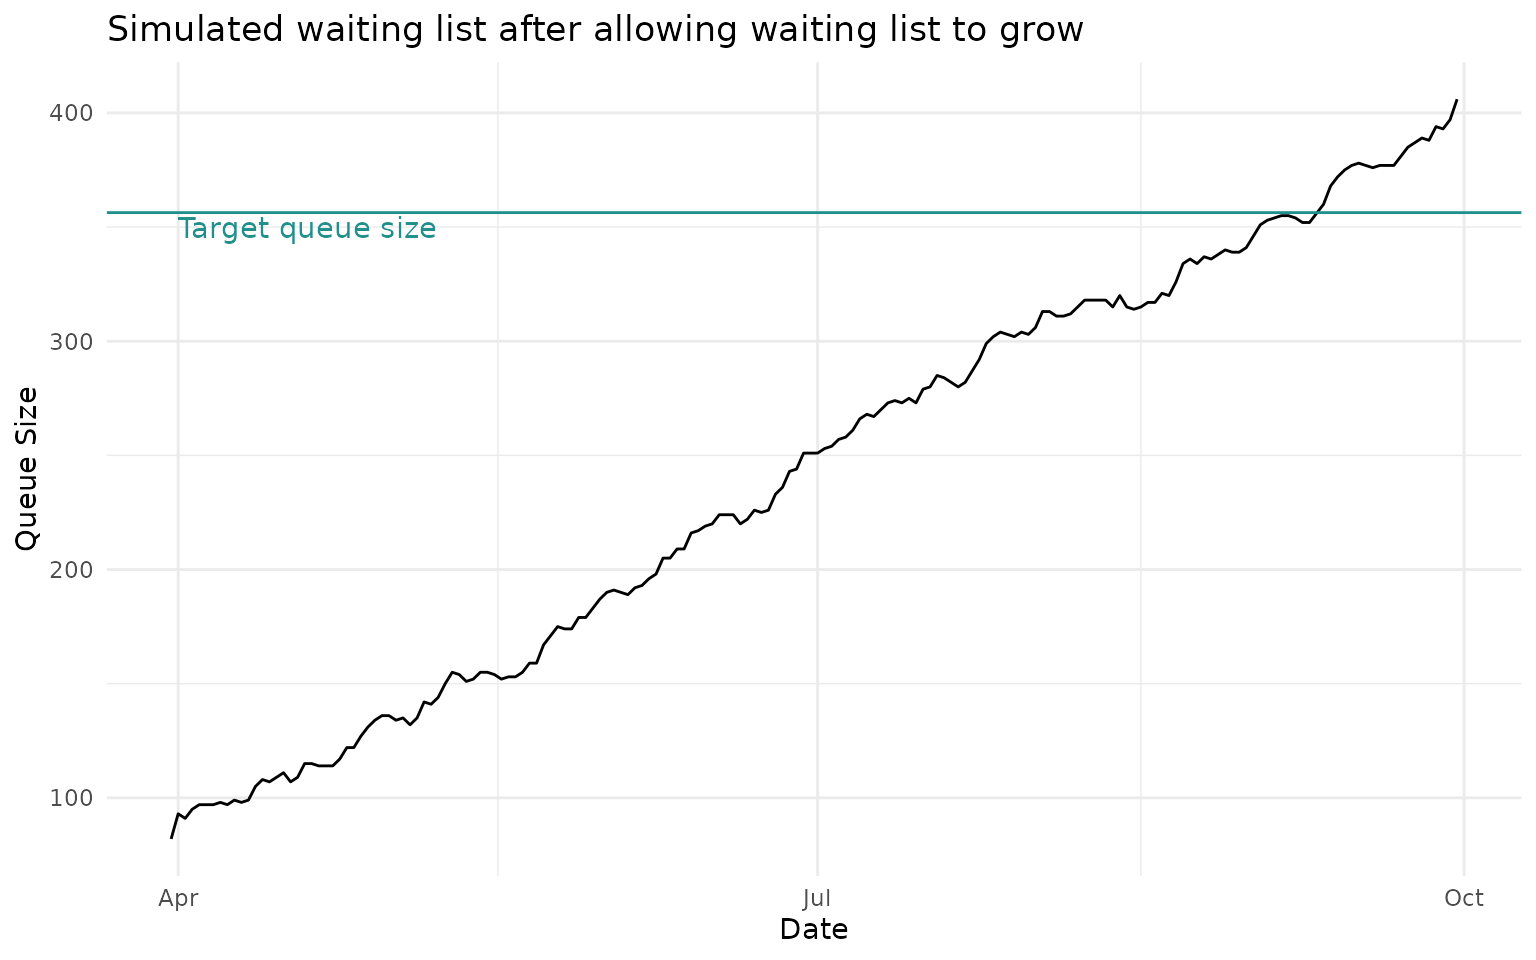 Simulated waiting list after allowing waiting list to grow
400
Target queue size
300
200
100
Queue Size
Apr
Jul
Oct
Date